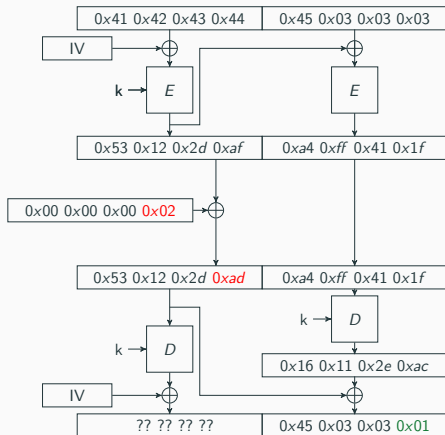 0x41 0x42 0x43 0x44 0x45 0x03 0x03 0x03
IV
k E E
0x53 0x12 0x2d 0xaf 0xa4 0xff 0x41 0x1f
0x00 0x00 0x00 0x02
0x53 0x12 0x2d 0xad 0xa4 0xff 0x41 0x1f
k D
k D
0x16 0x11 0x2e 0xac
IV
?? ?? ?? ?? 0x45 0x03 0x03 0x01